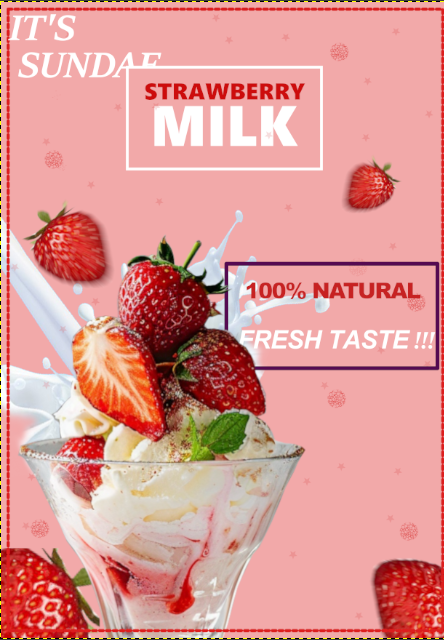 IT'S
SUNDAE
STRAWBERRY
MILK
100% NATURAL
FRESH TASTE !!!